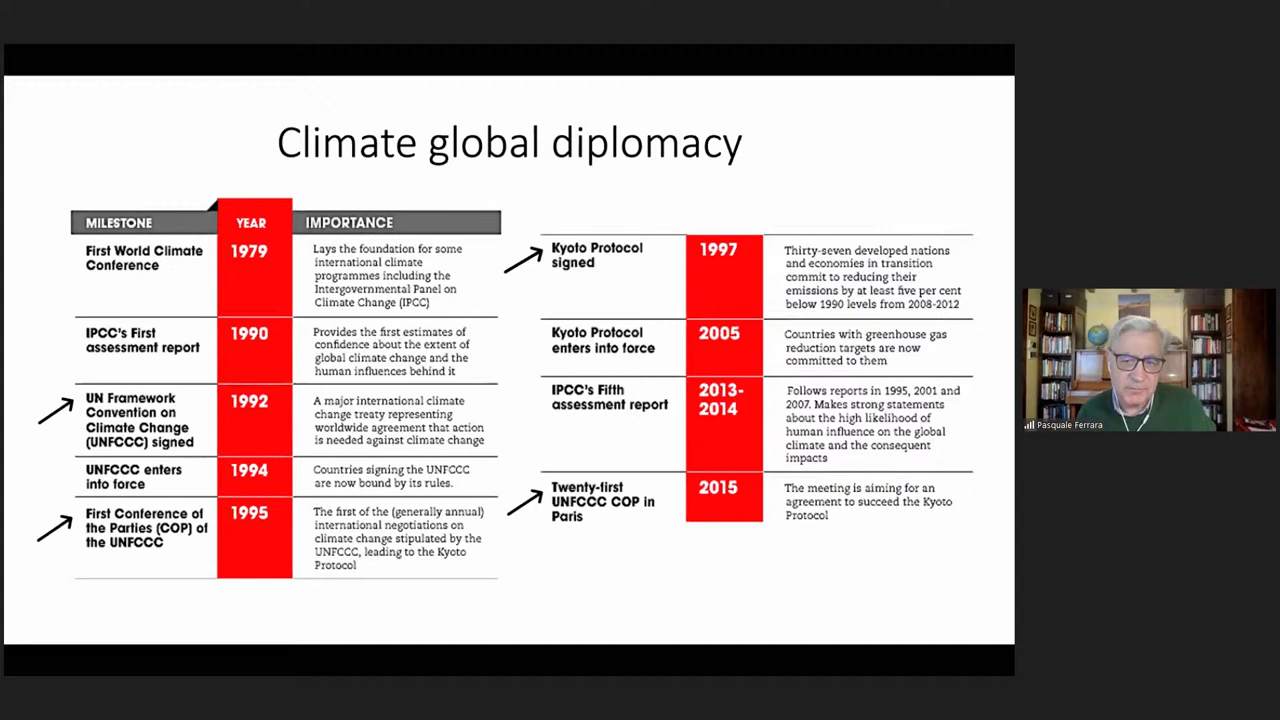 Climate global diplomacy
MILESTONE YEAR IMPORTANCE
First World Climate
Conference
1979
Lays the foundation for some
international climate
programmes including the
Intergovernmental Panel on
Climate Change (IPCC)
IPCC's First
assessment report
1990
Provides the first estimates of
confidence about the extent of
global climate change and the
human influences behind it
UN Framework
Convention on
Climate Change
(UNFCCC) signed
1992
A major international climate
change treaty representing
worldwide agreement that action
is needed against climate change
UNFCCC enters
into force
1994
Countries signing the UNFCCC
are now bound by its rules.
First Conference of
the Parties (COP) of
the UNFCCC
1995
The first of the (generally annual)
international negotiations on
climate change stipulated by the
UNFCCC, leading to the Kyoto
Protocol
Kyoto Protocol
signed
1997
Thirty-seven developed nations
and economies in transition
commit to reducing their
emissions by at least five per cent
below 1990 levels from 2008-2012
Kyoto Protocol
enters into force
2005
Countries with greenhouse gas
reduction targets are now
committed to them
IPCC's Fifth
assessment report
2013-
2014
Follows reports in 1995, 2001 and
2007. Makes strong statements
about the high likelihood of
human influence on the global
climate and the consequent
impacts
Twenty-first
UNFCCC COP in
Paris
2015
The meeting is aiming for an
agreement to succeed the Kyoto
Protocol
Pasquale Ferrara